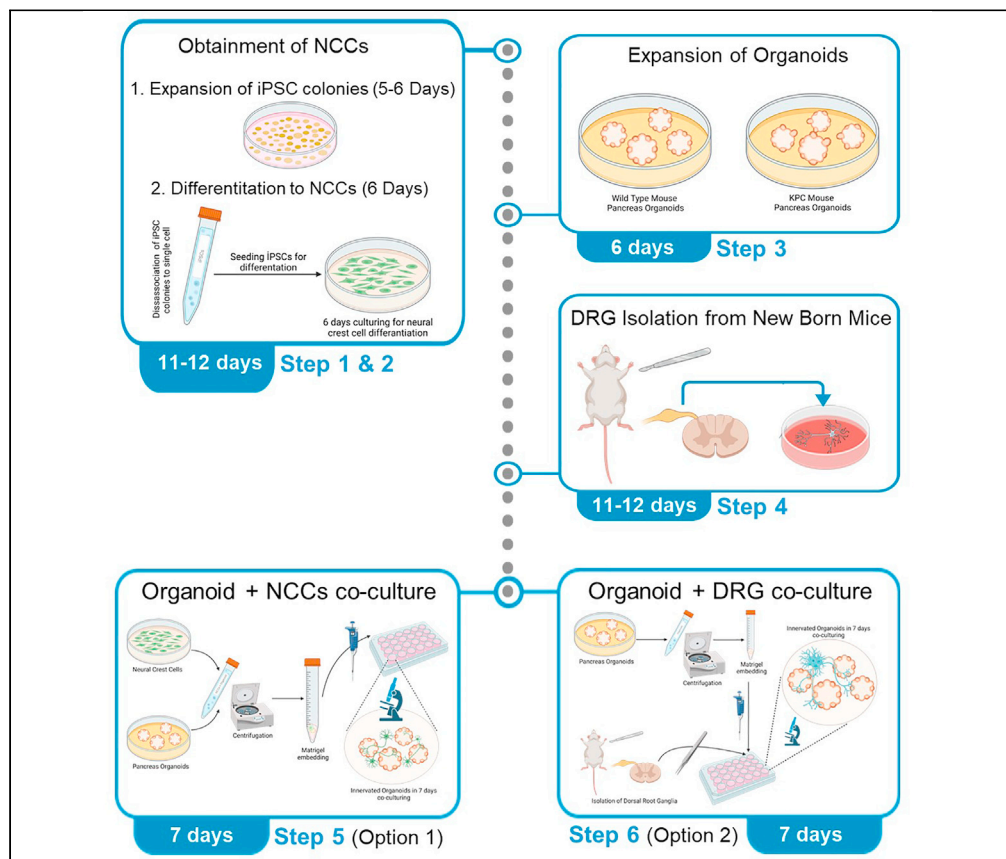 Obtainment of NCCs
1. Expansion of iPSC colonies (5-6 Days)
2. Differentitation to NCCs (6 Days)
Dissassociation of iPSC
colonies to single cell
iPSCs
Seeding İPSCs for
differentation
6 days culturing for neural
crest cell differantiation
11-12 days
Step 1 & 2
Expansion of Organoids
Wild Type Mouse
Pancreas Organoids
KPC Mouse
Pancreas Organoids
6 days
Step 3
DRG Isolation from New Born Mice
11-12 days
Step 4
Organoid + NCCs co-culture
Neural Crest Cells
Pancreas Organoids
Centrifugation
Matrigel
embedding
Innervated Organoids in 7 days
co-culturing
7 days
Step 5 (Option 1)
Organoid + DRG co-culture
Pancreas Organoids
Centrifugation
Matrigel
embedding
Innervated Organoids in 7 days
co-culturing
Isolation of Dorsal Root Ganglia
Step 6 (Option 2)
7 days